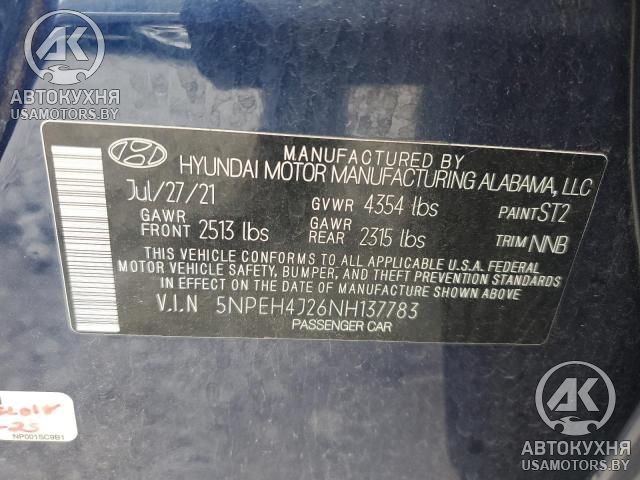 AK
АВТОКУХНЯ
USAMOTORS.BY
MANUFACTURED BY
HYUNDAI MOTOR MANUFACTURING ALABAMA, LLC
Jul/27/21
GVWR 4354 lbs
PAINT ST2
GAWR
FRONT 2513 lbs
GAWR
REAR 2315 lbs
TRIM NNB
THIS VEHICLE CONFORMS TO ALL APPLICABLE U.S.A. FEDERAL
MOTOR VEHICLE SAFETY, BUMPER, AND THEFT PREVENTION STANDARDS
IN EFFECT ON THE DATE OF MANUFACTURE SHOWN ABOVE
V.I.N 5NPEH4J26NH137783
PASSENGER CAR
NP001SC9B1
AK
АВТОКУХНЯ
USAMOTORS.BY